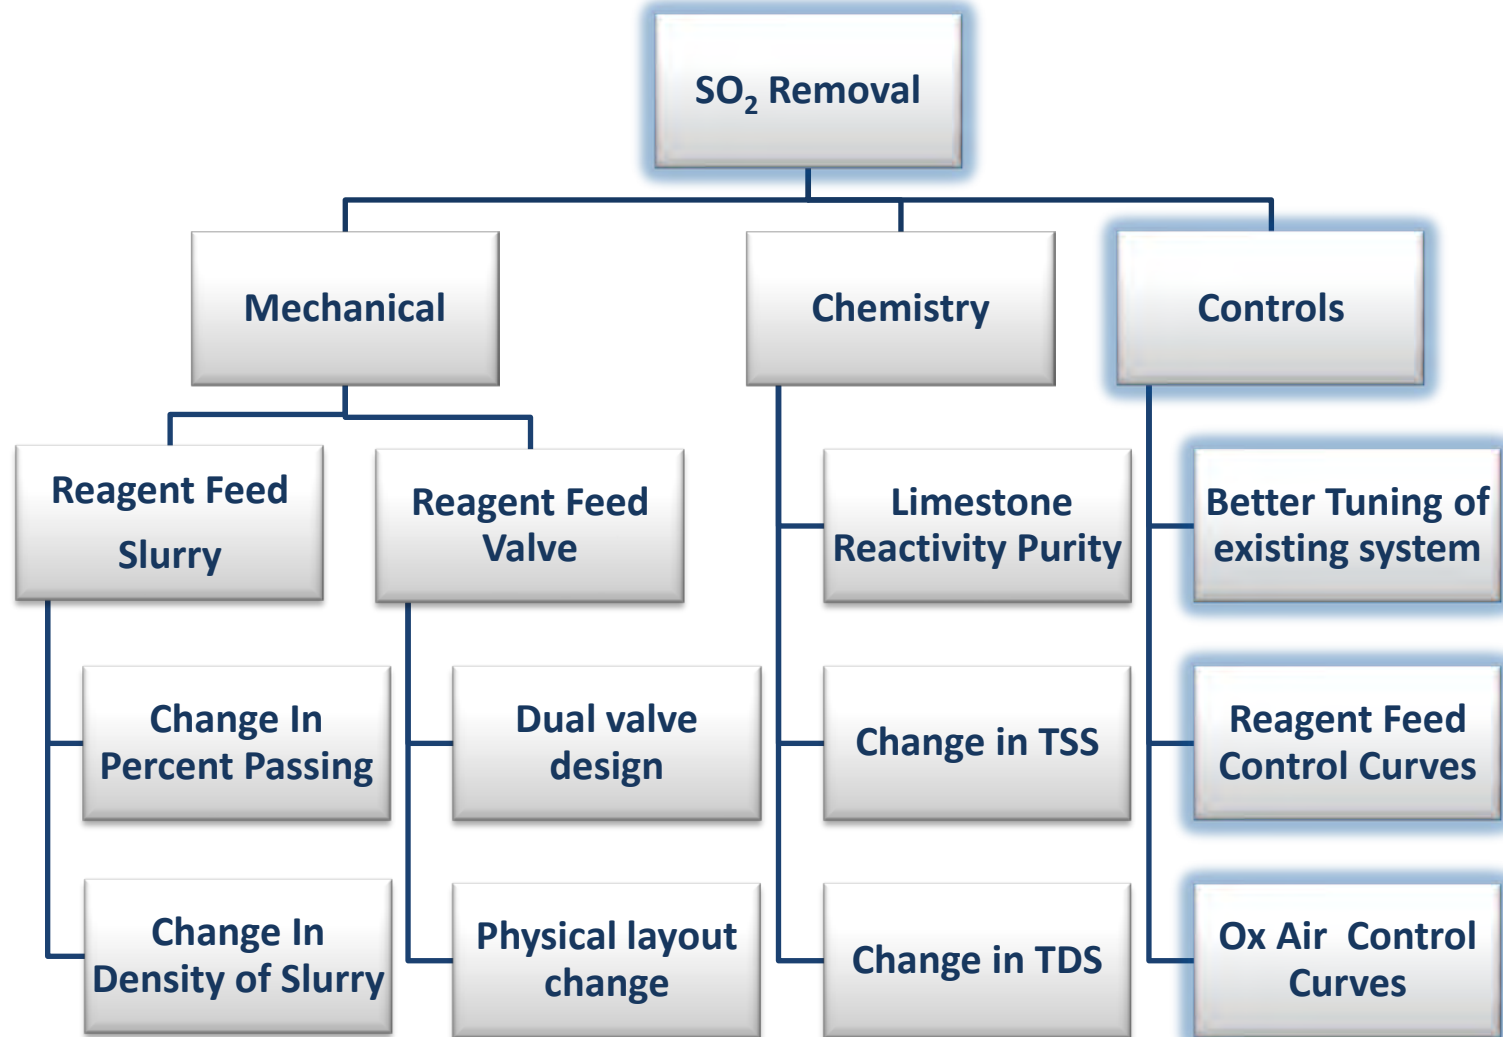 SO₂ Removal
Mechanical
Chemistry
Controls
Reagent Feed
Slurry
Reagent Feed
Valve
Limestone
Reactivity Purity
Better Tuning of
existing system
Change In
Percent Passing
Dual valve
design
Change in TSS
Reagent Feed
Control Curves
Change In
Density of Slurry
Physical layout
change
Change in TDS
Ox Air  Control
Curves